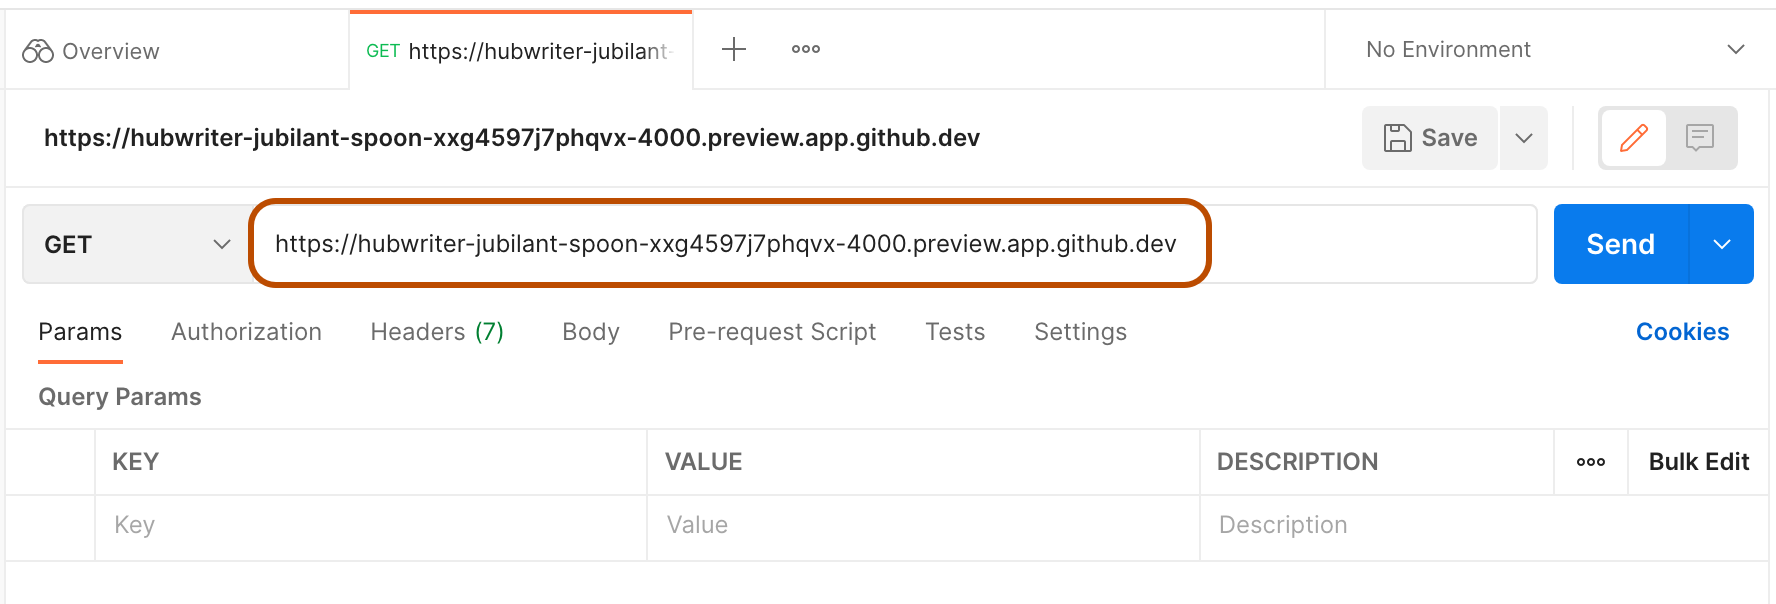 Overview
GET https://hubwriter-jubilant-
No Environment
https://hubwriter-jubilant-spoon-xxg4597j7phqvx-4000.preview.app.github.dev
Save
GET
https://hubwriter-jubilant-spoon-xxg4597j7phqvx-4000.preview.app.github.dev
Send
Params Authorization Headers (7) Body Pre-request Script Tests Settings Cookies
Query Params
KEY VALUE DESCRIPTION Bulk Edit
Key Value Description